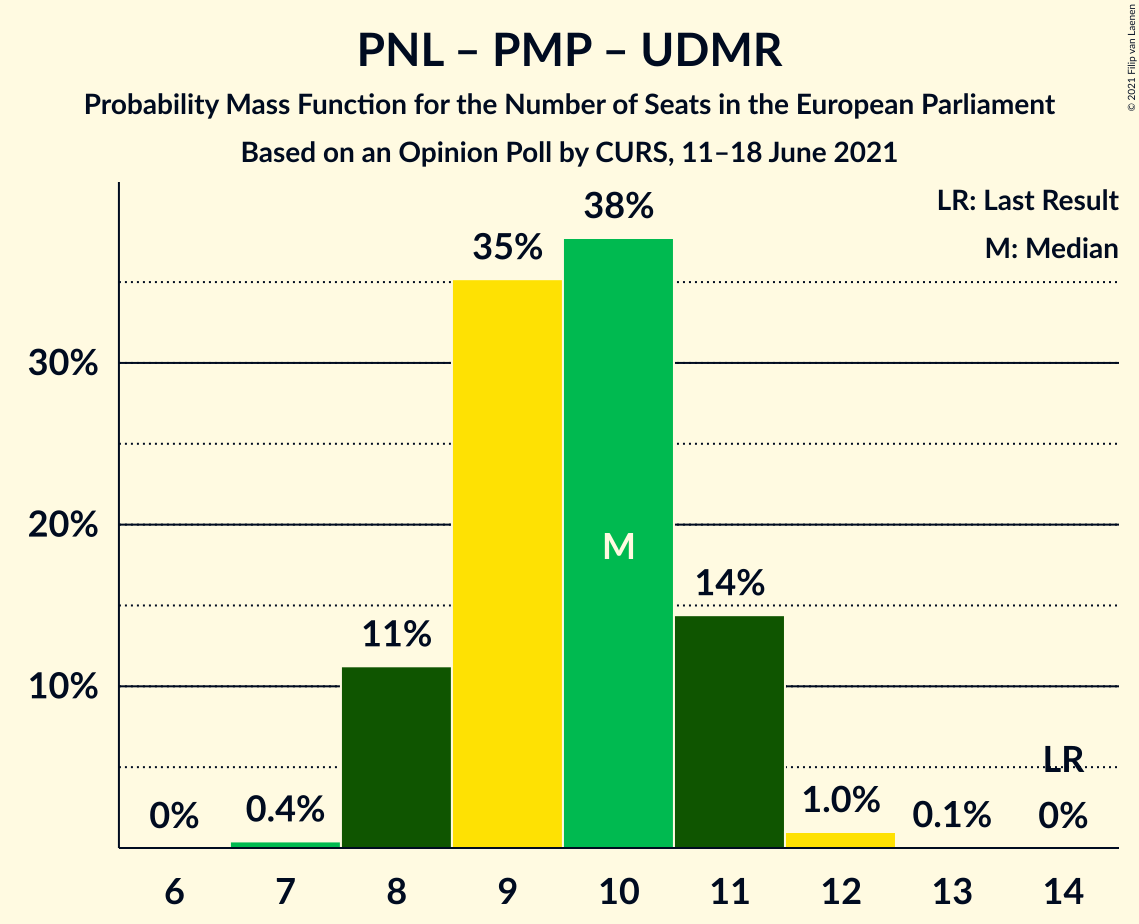 PNL – PMP – UDMR
Probability Mass Function for the Number of Seats in the European Parliament
Based on an Opinion Poll by CURS, 11–18 June 2021
© 2021 Filip van Laenen
LR: Last Result
M: Median
38%
35%
30%
20%
M
14%
11%
10%
LR
0%
0.4%
1.0%
0.1%
0%
6 7 8 9 10 11 12 13 14